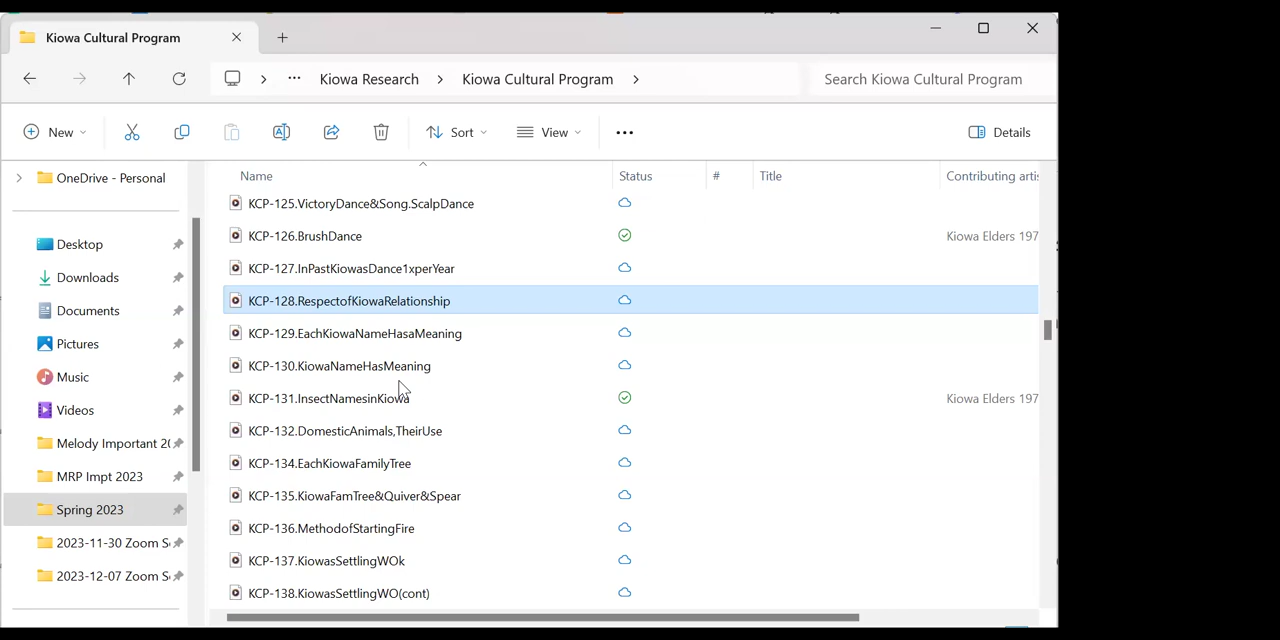 Kiowa Cultural Program
Kiowa Research > Kiowa Cultural Program >
Search Kiowa Cultural Program
New
Sort
View
Details
OneDrive - Personal
Desktop
Downloads
Documents
Pictures
Music
Videos
Melody Important 20
MRP Impt 2023
Spring 2023
2023-11-30 Zoom S
2023-12-07 Zoom S
Name Status # Title Contributing artis
KCP-125.VictoryDance&Song.ScalpDance
KCP-126.BrushDance Kiowa Elders 197
KCP-127.InPastKiowasDance1xperYear
KCP-128.RespectofKiowaRelationship
KCP-129.EachKiowaNameHasaMeaning
KCP-130.KiowaNameHasMeaning
KCP-131.InsectNamesinKiowa Kiowa Elders 197
KCP-132.DomesticAnimals,TheirUse
KCP-134.EachKiowaFamilyTree
KCP-135.KiowaFamTree&Quiver&Spear
KCP-136.MethodofStartingFire
KCP-137.KiowasSettlingWOk
KCP-138.KiowasSettlingWO(cont)